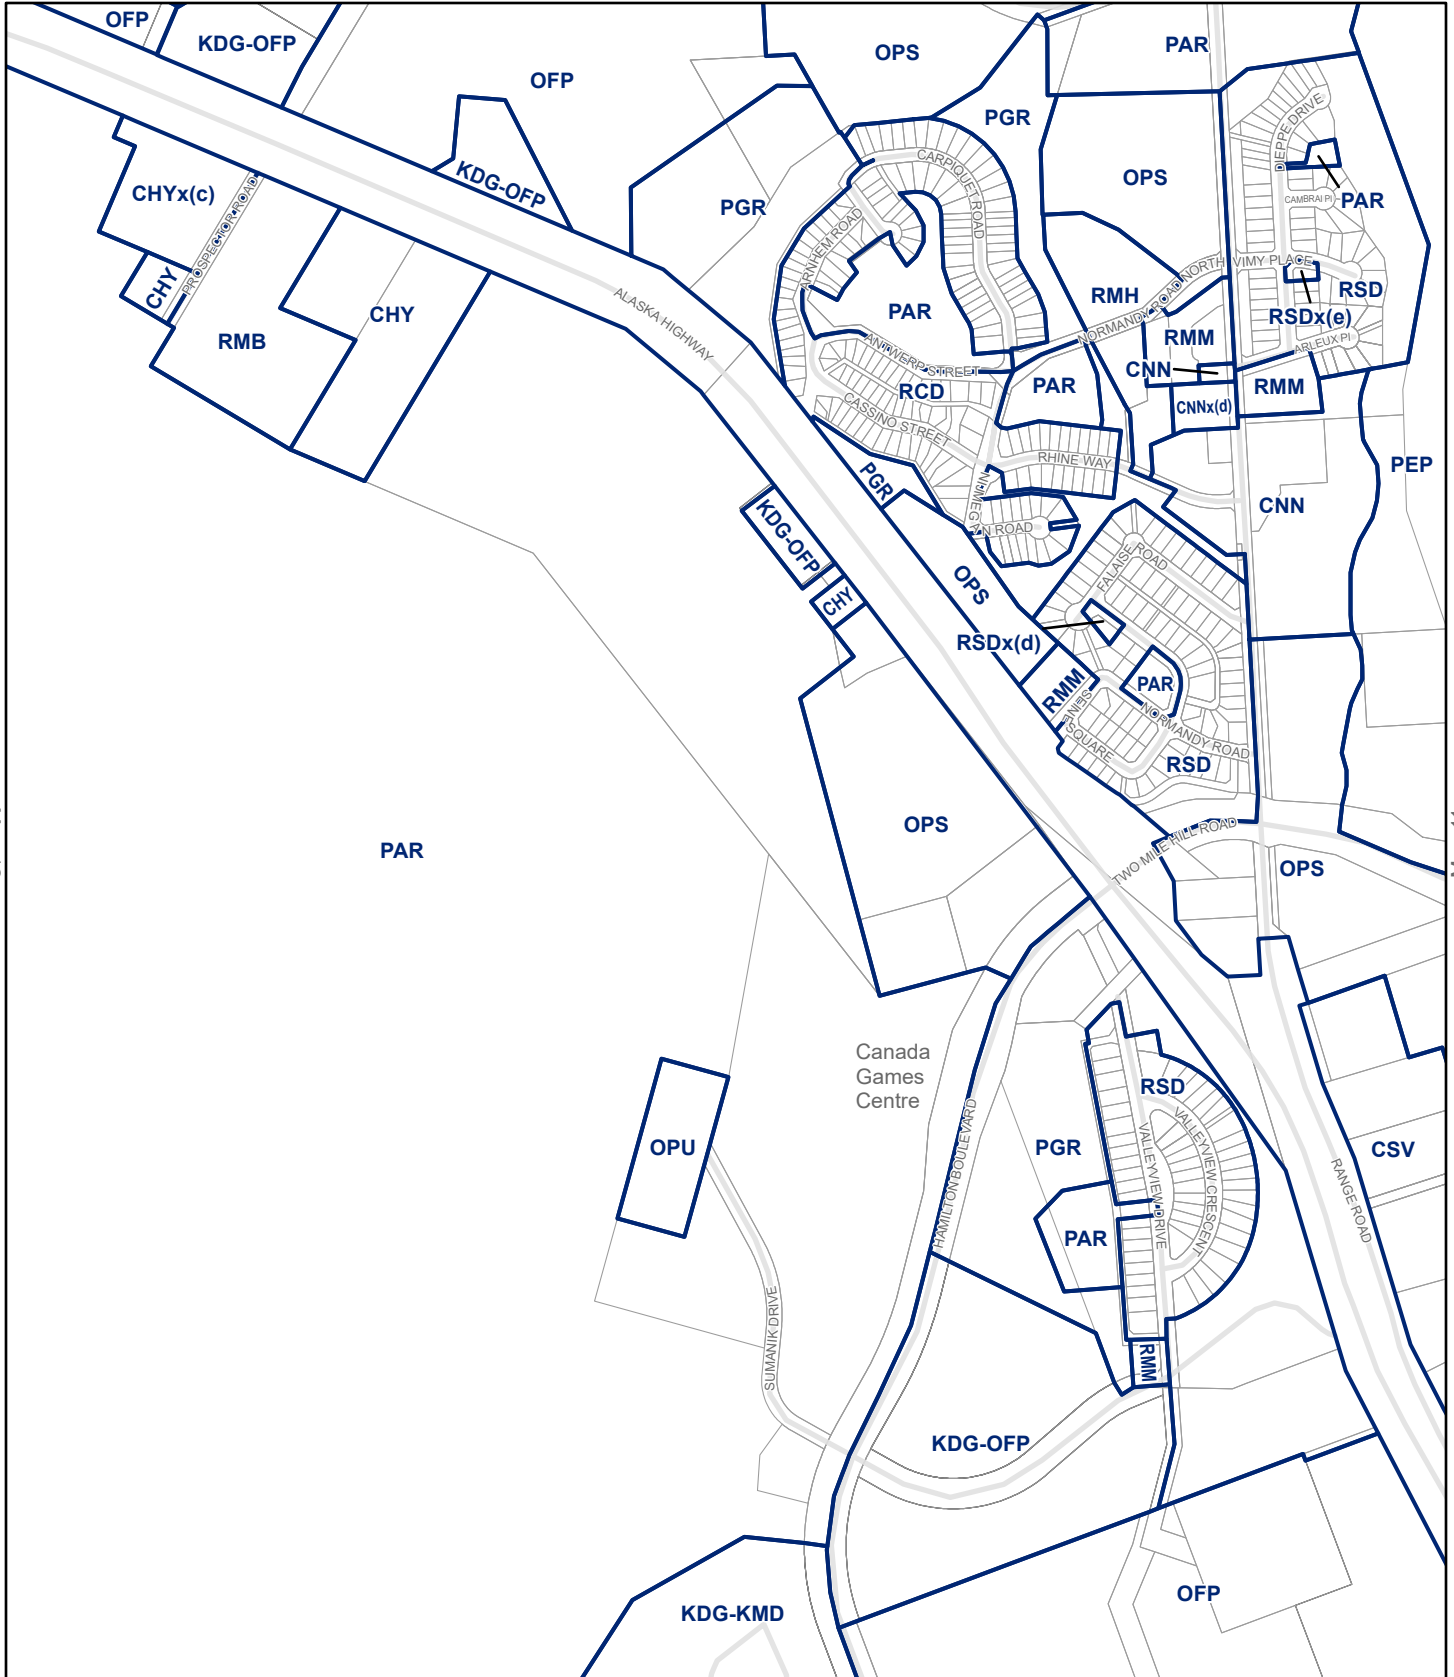 OFP
KDG-OFP
OFP
OPS
PAR
PGR
DIEPPE DRIVE
CARPIQUET ROAD
KDG-OFP
OPS
CHYx(c)
PROSPECTOR ROAD
PGR
PAR
CAMBRAI Pl
ARNHEM ROAD
NORMANDY ROAD NORTH
VIMY PLACE
CHY
RMH
RSD
ALASKA HIGHWAY
PAR
RSDx(e)
CHY
RMB
RMM
ARLEUX Pl
ANTWERP STREET
CNN
PAR
RMM
RCD
CNNx(d)
CASSINO STREET
RHINE WAY
PEP
PGR
NIJMEGAN ROAD
CNN
KDG-OFP
FALAISE ROAD
OPS
CHY
RSDx(d)
PAR
RMM
SEINE SQUARE
NORMANDY ROAD
RSD
OPS
TWO MILE HILL ROAD
PAR
OPS
Canada
Games
Centre
RSD
HAMILTON BOULEVARD
VALLEYVIEW CRESCENT
VALLEYVIEW DRIVE
OPU
PGR
CSV
RANGE ROAD
PAR
SUMANIK DRIVE
RMM
KDG-OFP
OFP
KDG-KMD